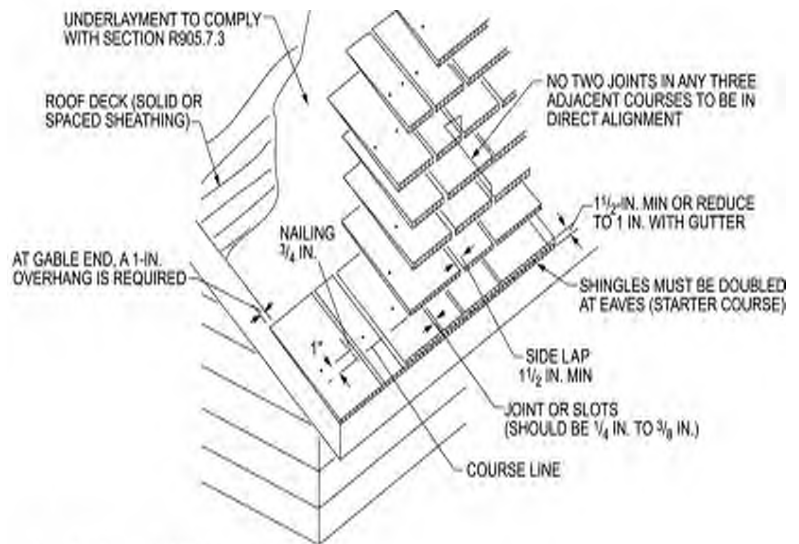 UNDERLAYMENT TO COMPLY
WITH SECTION R905.7.3
ROOF DECK (SOLID OR
SPACED SHEATHING)
NO TWO JOINTS IN ANY THREE
ADJACENT COURSES TO BE IN
DIRECT ALIGNMENT
1 1/2-IN. MIN OR REDUCE
TO 1 IN. WITH GUTTER
NAILING
3/4 IN.
AT GABLE END, A 1-IN.
OVERHANG IS REQUIRED
SHINGLES MUST BE DOUBLED
AT EAVES (STARTER COURSE)
1"
SIDE LAP
1 1/2 IN. MIN
JOINT OR SLOTS
(SHOULD BE 1/4 IN. TO 3/8 IN.)
COURSE LINE